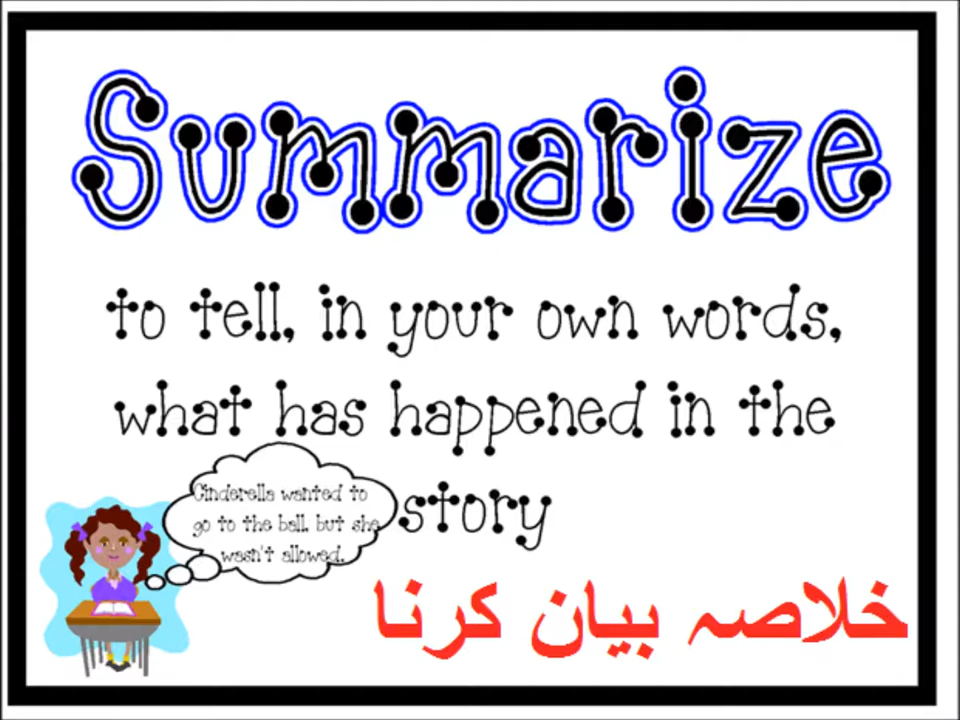 Summarize
to tell, in your own words,
what has happened in the
story
Cinderella wanted to
go to the ball, but she
wasn't allowed.
خلاصہ بیان کرنا